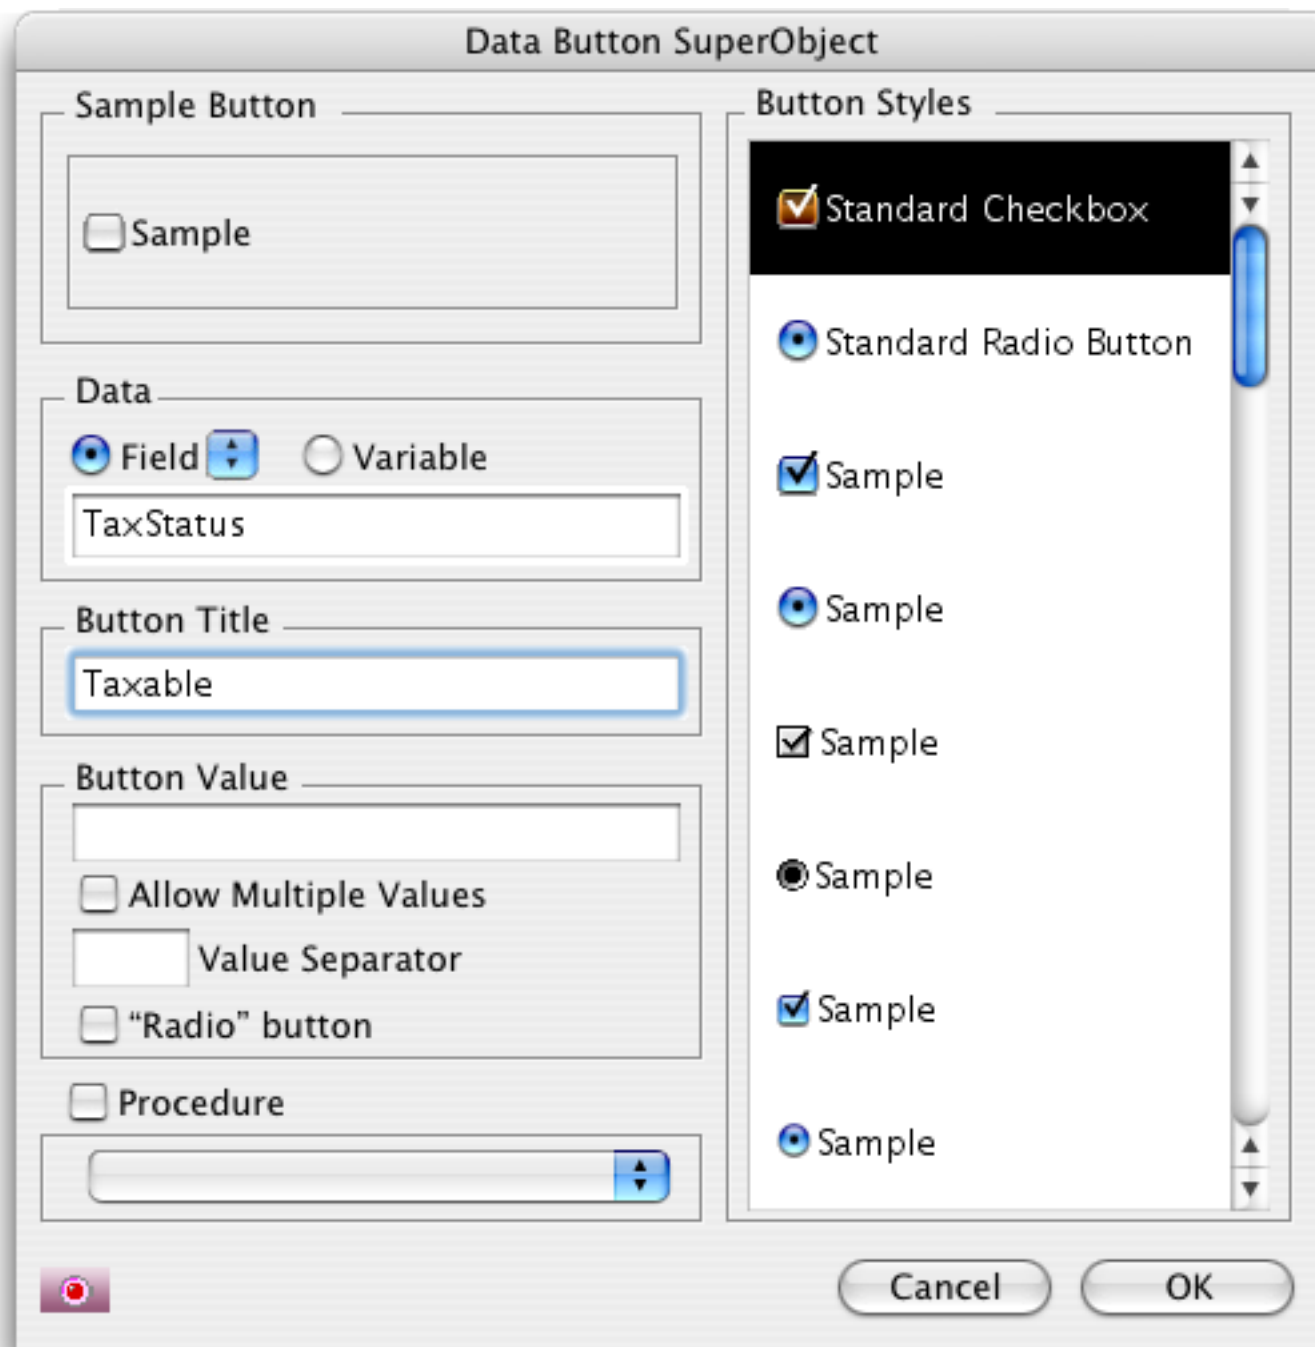 Data Button SuperObject
Sample Button
Sample
Data
Field
Variable
TaxStatus
Button Title
Taxable
Button Value
Allow Multiple Values
Value Separator
“Radio” button
Procedure
Button Styles
Standard Checkbox
Standard Radio Button
Sample
Sample
Sample
Sample
Sample
Sample
Cancel
OK